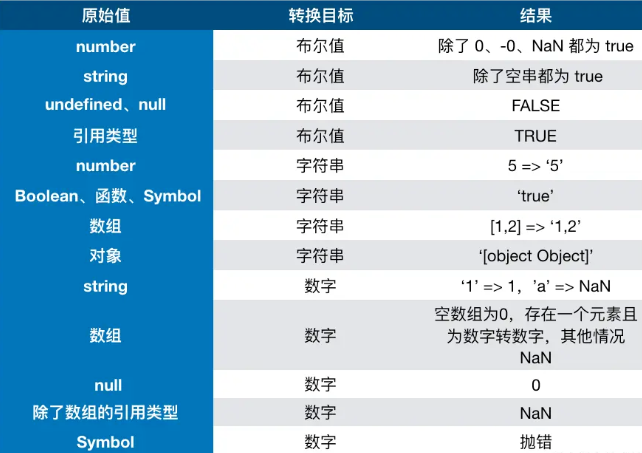 原始值 转换目标 结果
number 布尔值 除了 0、-0、NaN 都为 true
string 布尔值 除了空串都为 true
undefined、null 布尔值 FALSE
引用类型 布尔值 TRUE
number 字符串 5 => ‘5’
Boolean、函数、Symbol 字符串 ‘true’
数组 字符串 [1,2] => ‘1,2’
对象 字符串 ‘[object Object]’
string 数字 ‘1’ => 1，’a’ => NaN
数组 数字 空数组为0，存在一个元素且
为数字转数字，其他情况
NaN
null 数字 0
除了数组的引用类型 数字 NaN
Symbol 数字 抛错